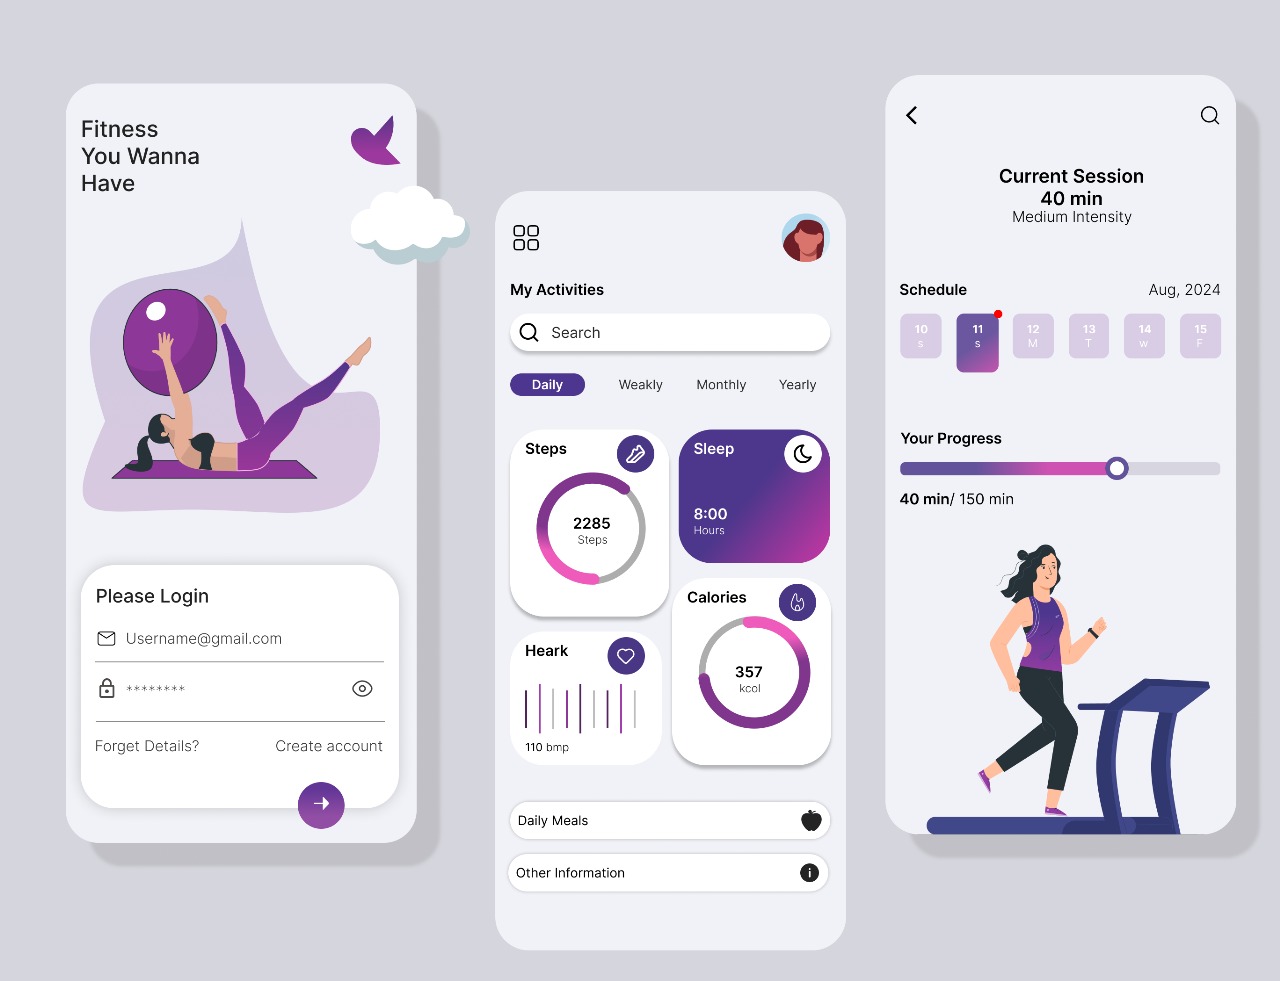 Fitness
You Wanna
Have
Please Login
Username@gmail.com
********
Forget Details?
Create account
My Activities
Search
Daily
Weakly
Monthly
Yearly
Steps
2285
Steps
Sleep
8:00
Hours
Heark
110 bmp
Calories
357
kcol
Daily Meals
Other Information
Current Session
40 min
Medium Intensity
Schedule
Aug, 2024
10
s
11
s
12
M
13
T
14
w
15
F
Your Progress
40 min/ 150 min